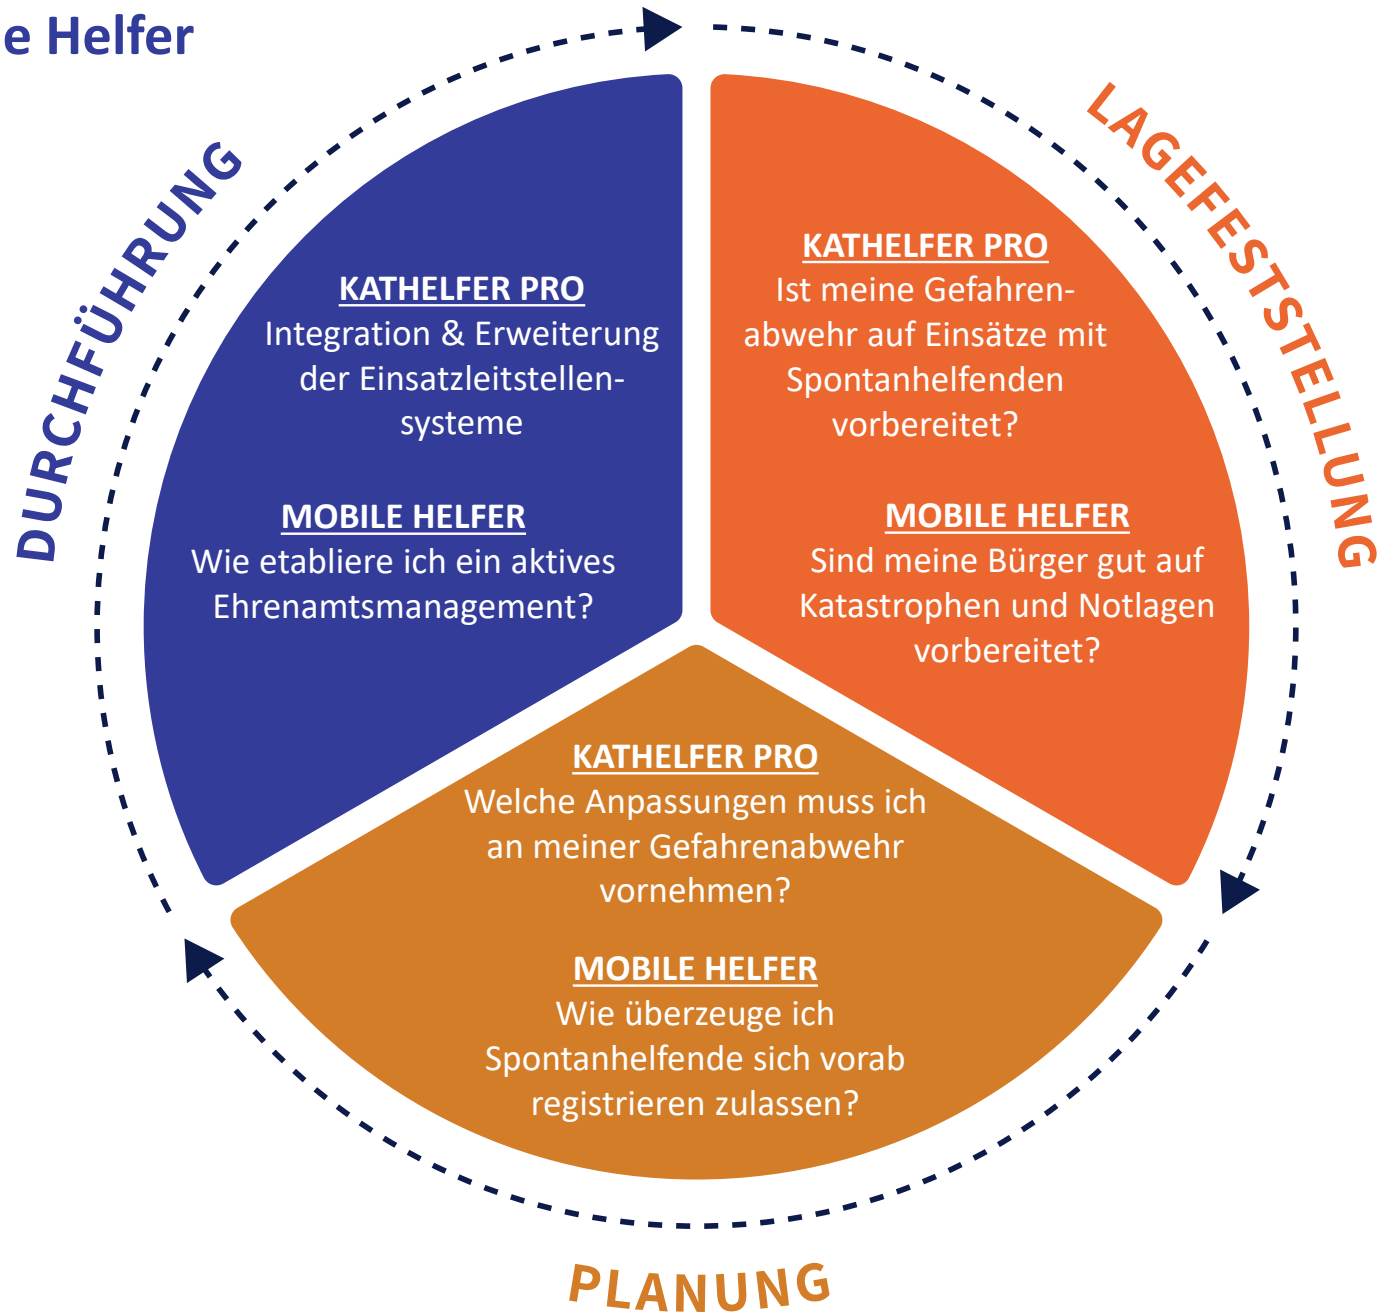 e Helfer
DURCHFÜHRUNG
KATHELFER PRO
Integration & Erweiterung
der Einsatzleitstellen-
systeme
MOBILE HELFER
Wie etabliere ich ein aktives
Ehrenamtsmanagement?
LAGEFESTSTELLUNG
KATHELFER PRO
Ist meine Gefahren-
abwehr auf Einsätze mit
Spontanhelfenden
vorbereitet?
MOBILE HELFER
Sind meine Bürger gut auf
Katastrophen und Notlagen
vorbereitet?
KATHELFER PRO
Welche Anpassungen muss ich
an meiner Gefahrenabwehr
vornehmen?
MOBILE HELFER
Wie überzeuge ich
Spontanhelfende sich vorab
registrieren zulassen?
PLANUNG